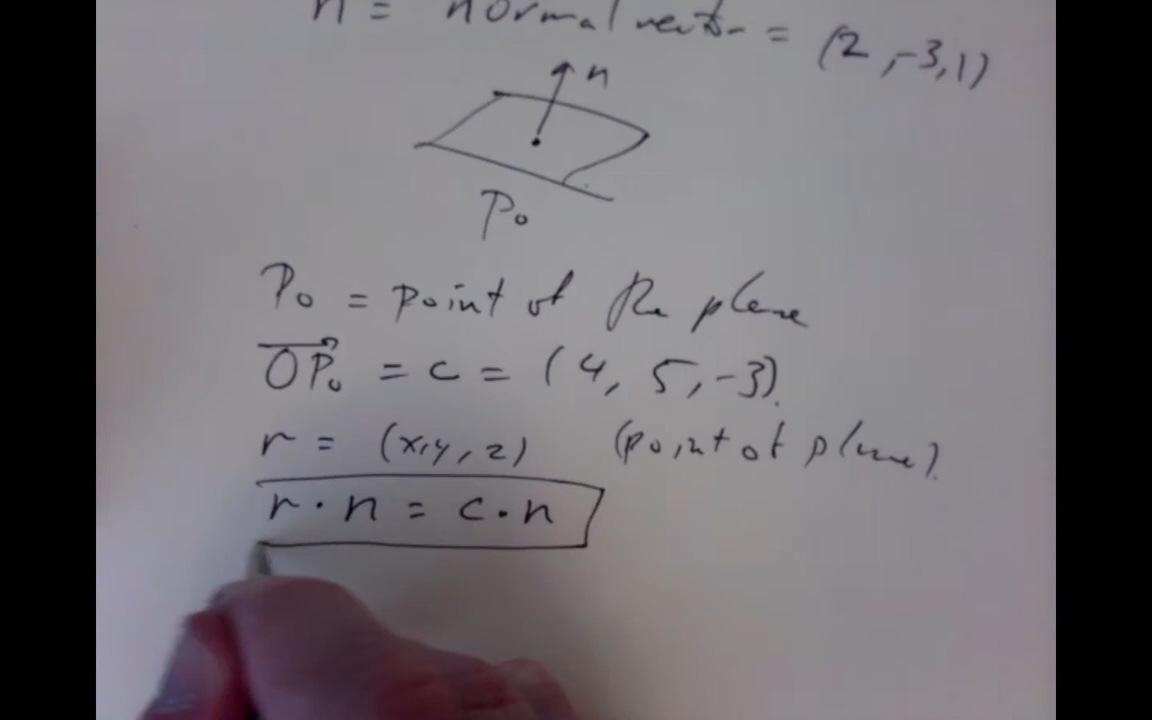 n = normal vector = (2, -3, 1)
n
P₀
P₀ = point of the plane
OP₀ = c = (4, 5, -3).
r = (x, y, z) (point of plane).
r · n = c · n